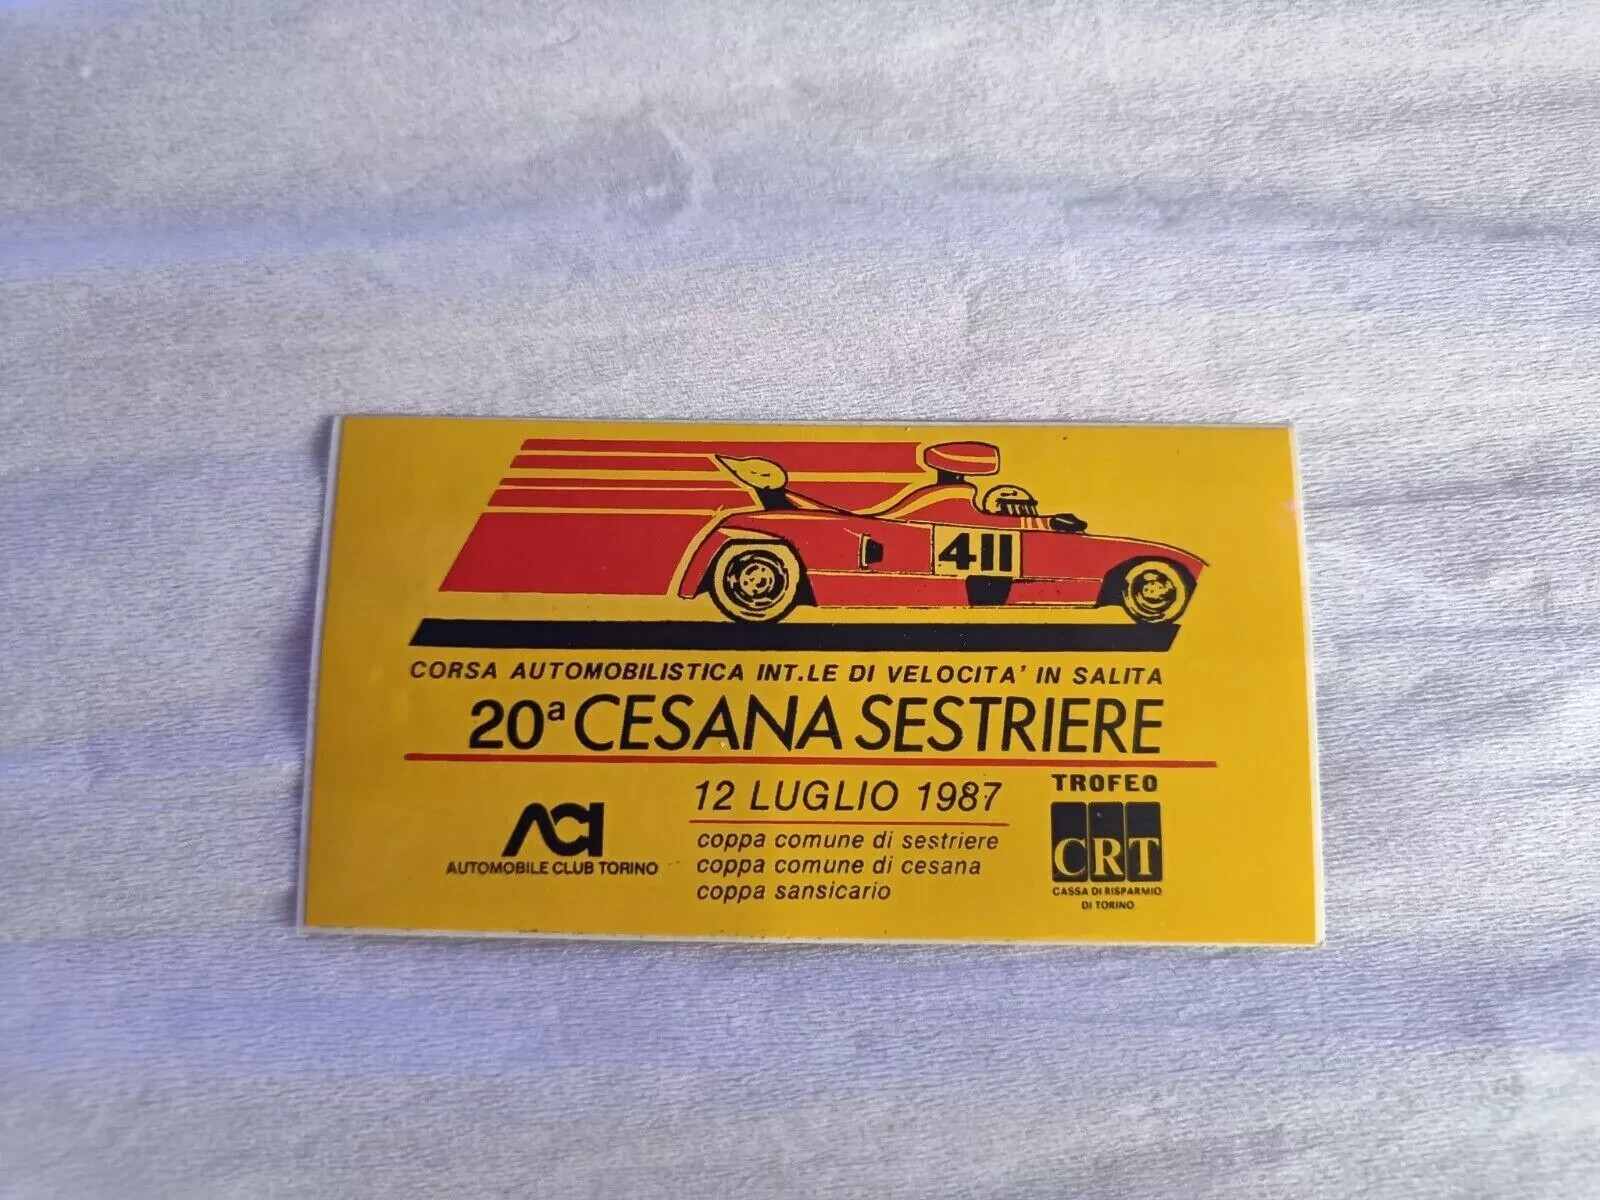 411
CORSA AUTOMOBILISTICA INT.LE DI VELOCITA' IN SALITA
20ª CESANA SESTRIERE
12 LUGLIO 1987
coppa comune di sestriere
coppa comune di cesana
coppa sansicario
ACI
AUTOMOBILE CLUB TORINO
TROFEO
CRT
CASSA DI RISPARMIO
DI TORINO